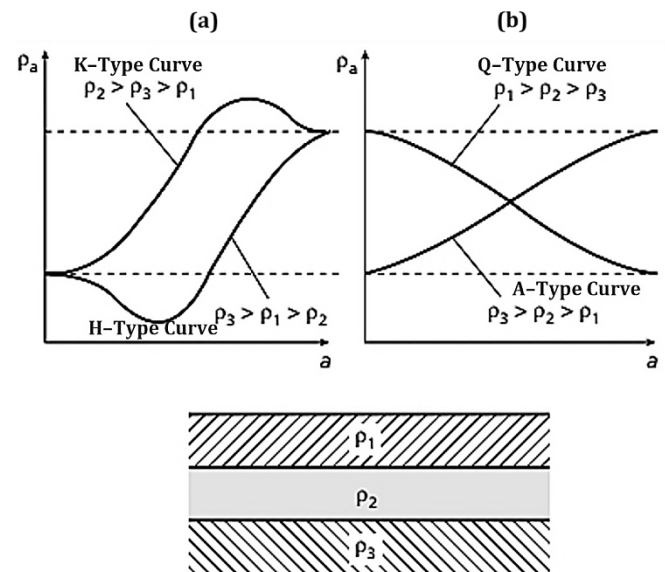 (a)
ρa
K–Type Curve
ρ2 > ρ3 > ρ1
H–Type Curve
ρ3 > ρ1 > ρ2
a
(b)
ρa
Q–Type Curve
ρ1 > ρ2 > ρ3
A–Type Curve
ρ3 > ρ2 > ρ1
a
ρ1
ρ2
ρ3